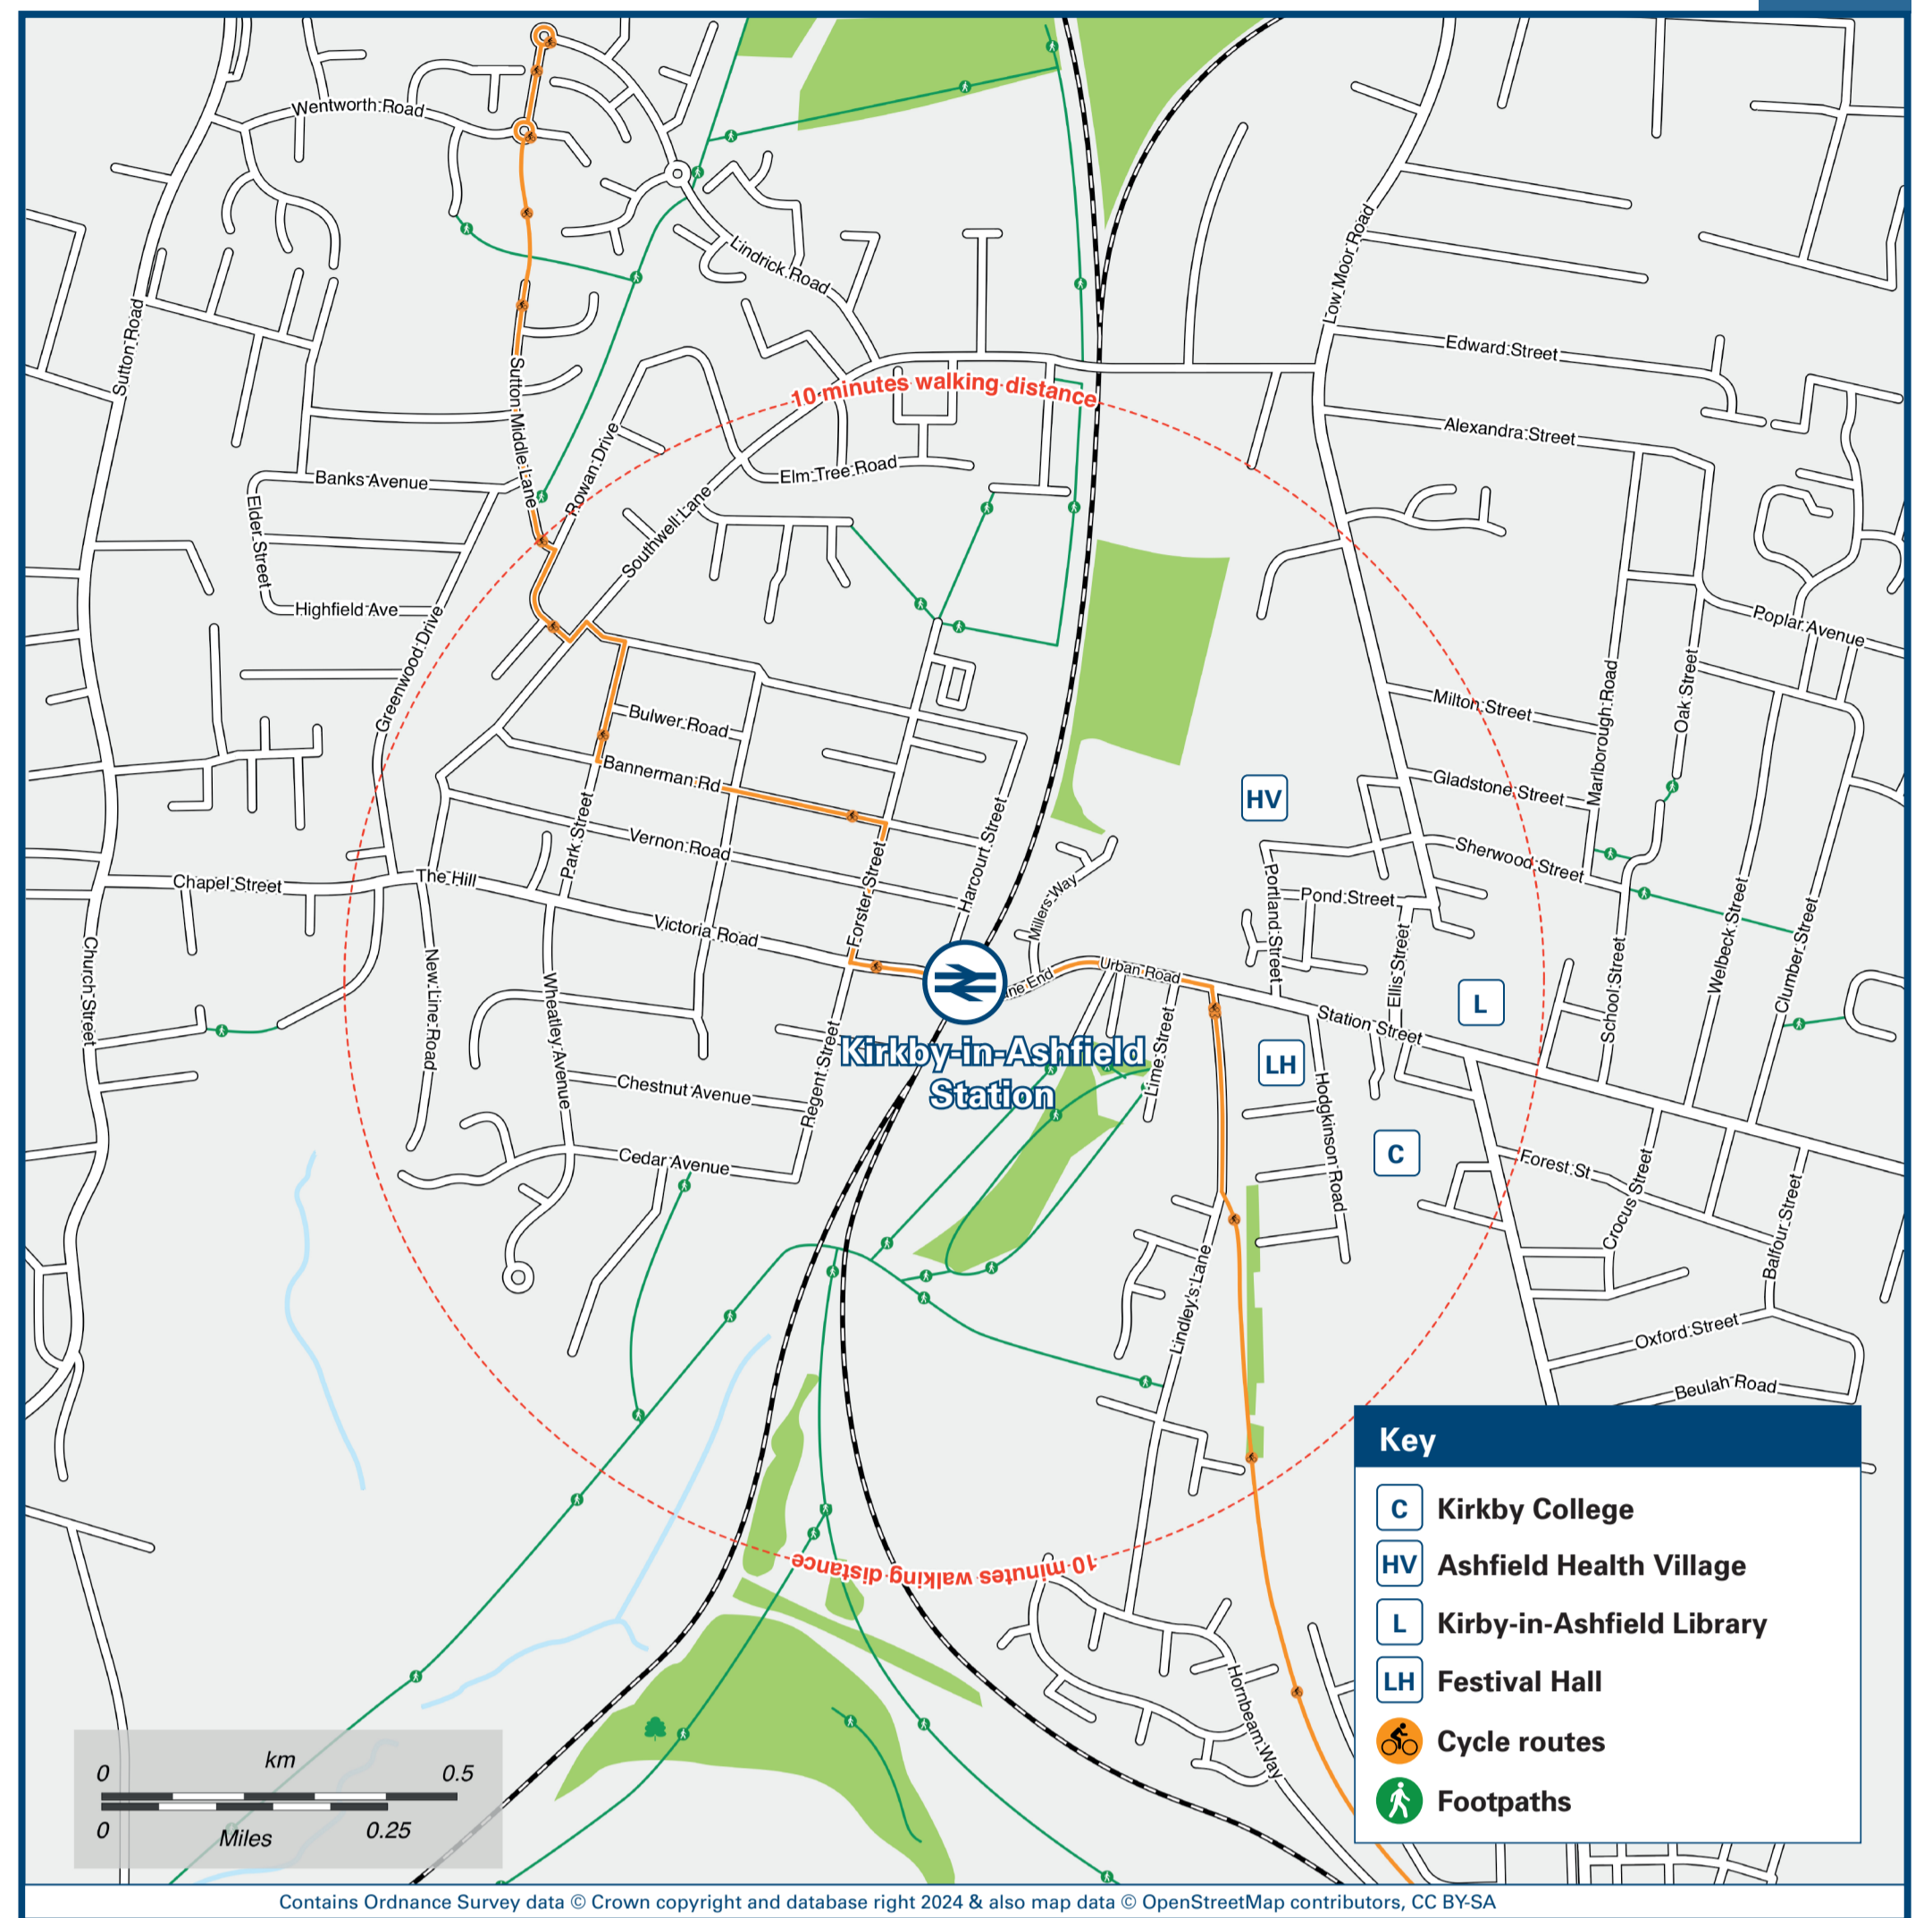 Wentworth Road
Lindrick Road
Low Moor Road
Sutton Road
Edward Street
Sutton Middle Lane
10 minutes walking distance
Alexandra Street
Rowan Drive
Elm Tree Road
Banks Avenue
Southwell Lane
Elder Street
Highfield Ave
Poplar Avenue
Greenwood Drive
Oak Street
Marlborough Road
Milton Street
Bulwer Road
Bannerman Rd
Gladstone Street
HV
Park Street
Vernon Road
Harcourt Street
Forster Street
Sherwood Street
The Hill
Chapel Street
Millers Way
Portland Street
Pond Street
Victoria Road
Welbeck Street
Clumber Street
Church Street
New Line Road
Wheatley Avenue
Ellis Street
School Street
Urban Road
ne End
L
Station Street
Kirkby-in-Ashfield
Station
Regent Street
Lime Street
LH
Hodgkinson Road
Chestnut Avenue
Cedar Avenue
C
Forest St
Crocus Street
Balfour Street
Lindley's Lane
Oxford Street
Beulah Road
10 minutes walking distance
Hornbeam Way
Key
C Kirkby College
HV Ashfield Health Village
L Kirby-in-Ashfield Library
LH Festival Hall
Cycle routes
Footpaths
km
0 0.5
0 Miles 0.25
Contains Ordnance Survey data © Crown copyright and database right 2024 & also map data © OpenStreetMap contributors, CC BY-SA